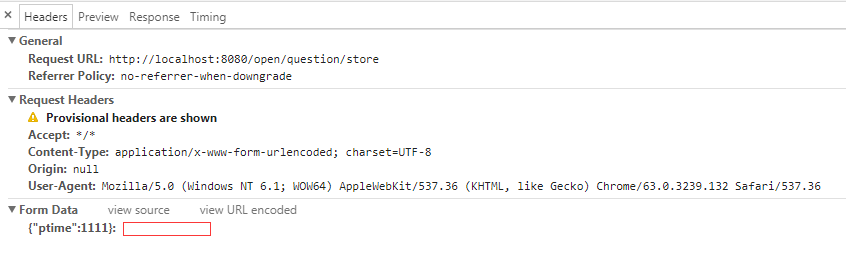 × Headers Preview Response Timing
▼ General
Request URL: http://localhost:8080/open/question/store
Referrer Policy: no-referrer-when-downgrade
▼ Request Headers
Provisional headers are shown
Accept: */*
Content-Type: application/x-www-form-urlencoded; charset=UTF-8
Origin: null
User-Agent: Mozilla/5.0 (Windows NT 6.1; WOW64) AppleWebKit/537.36 (KHTML, like Gecko) Chrome/63.0.3239.132 Safari/537.36
▼ Form Data view source view URL encoded
{"ptime":1111}: